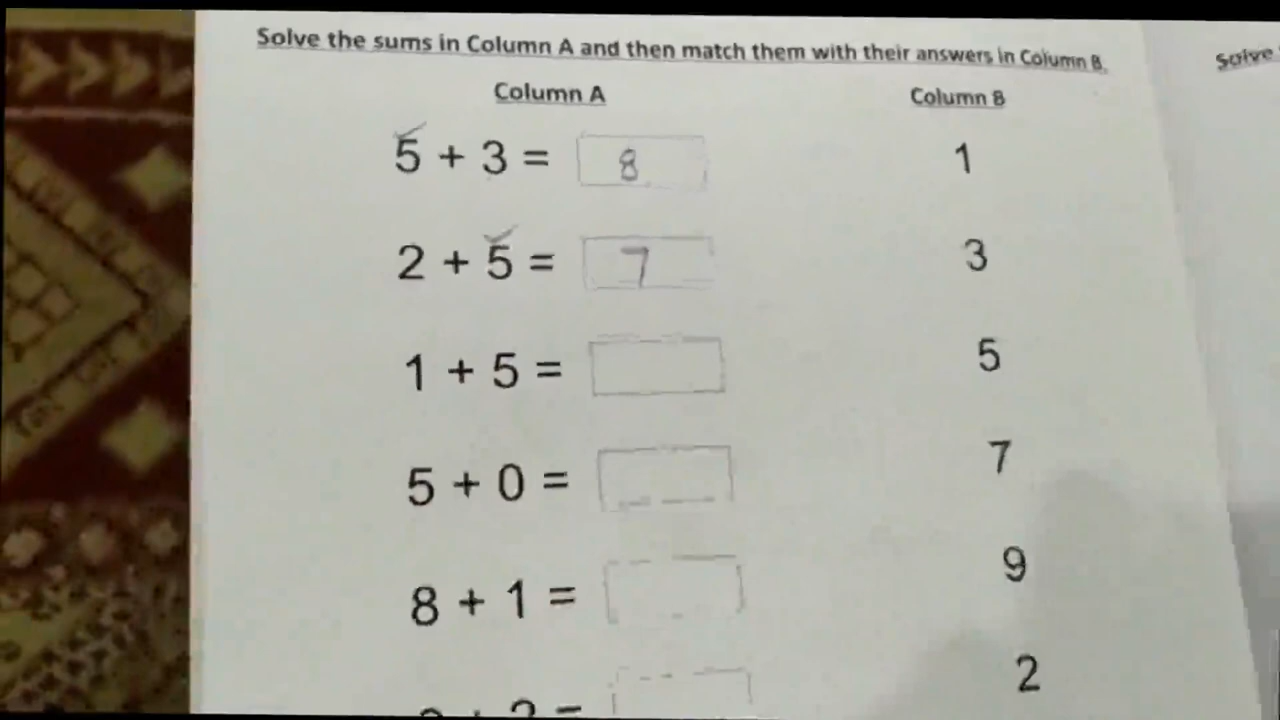 Solve the sums in Column A and then match them with their answers in Column B.
Solve
Column A Column B
5 + 3 = 8 1
2 + 5 = 7 3
1 + 5 = 5
5 + 0 = 7
8 + 1 = 9
2